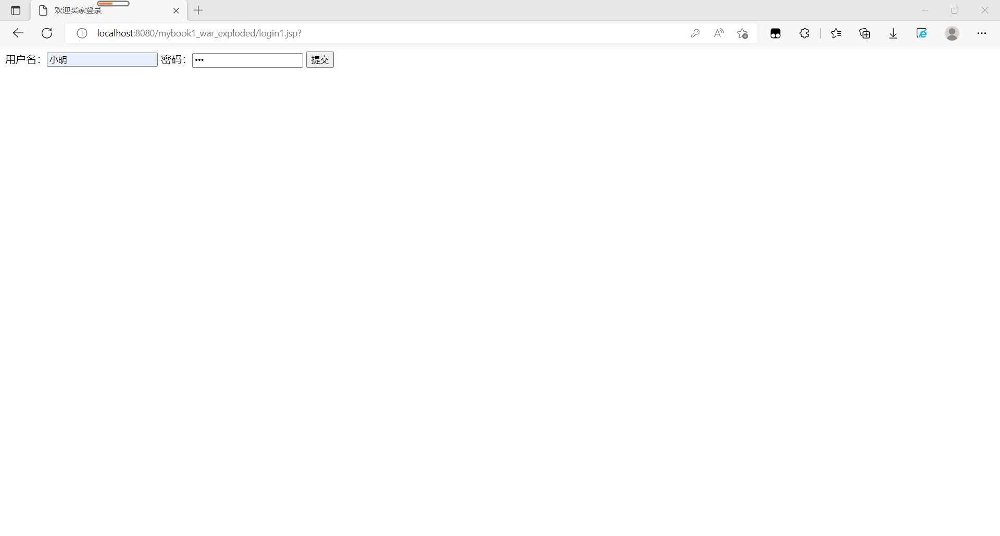 欢迎买家登录
localhost:8080/mybook1_war_exploded/login1.jsp?
用户名： 小明 密码： ••• 提交